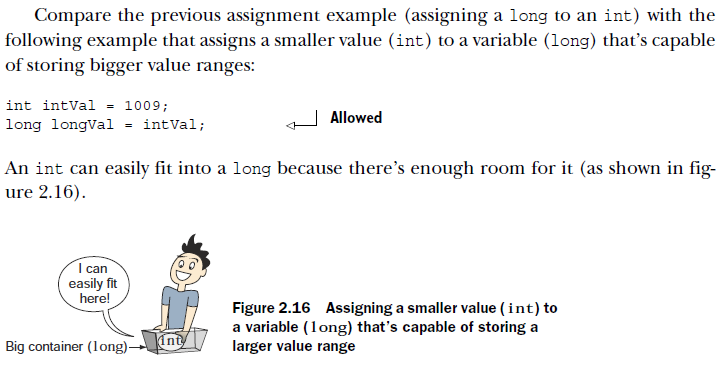 Compare the previous assignment example (assigning a long to an int) with the
following example that assigns a smaller value (int) to a variable (long) that's capable
of storing bigger value ranges:
int intVal = 1009;
long longVal = intVal;
Allowed
An int can easily fit into a long because there's enough room for it (as shown in fig-
ure 2.16).
I can
easily fit
here!
Big container (long)
int
Figure 2.16 Assigning a smaller value (int) to
a variable (long) that's capable of storing a
larger value range